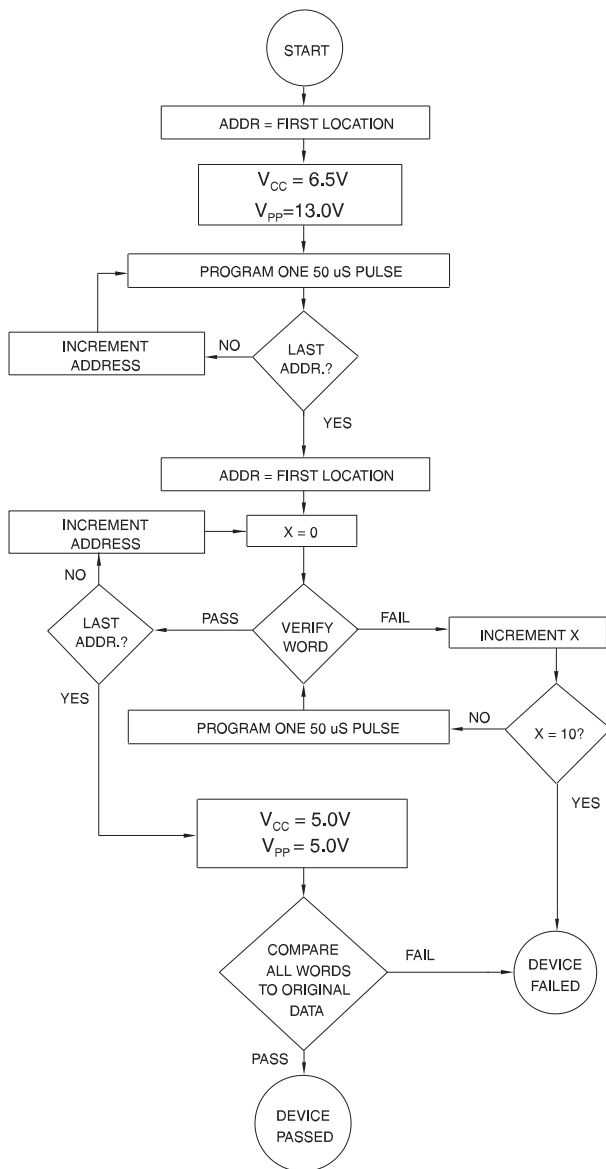 START
ADDR = FIRST LOCATION
V_CC = 6.5V
V_PP=13.0V
PROGRAM ONE 50 uS PULSE
INCREMENT
ADDRESS
NO
LAST
ADDR.?
YES
ADDR = FIRST LOCATION
INCREMENT
ADDRESS
X = 0
NO
LAST
ADDR.?
PASS
VERIFY
WORD
FAIL
INCREMENT X
YES
PROGRAM ONE 50 uS PULSE
NO
X = 10?
YES
V_CC = 5.0V
V_PP = 5.0V
COMPARE
ALL WORDS
TO ORIGINAL
DATA
FAIL
DEVICE
FAILED
PASS
DEVICE
PASSED